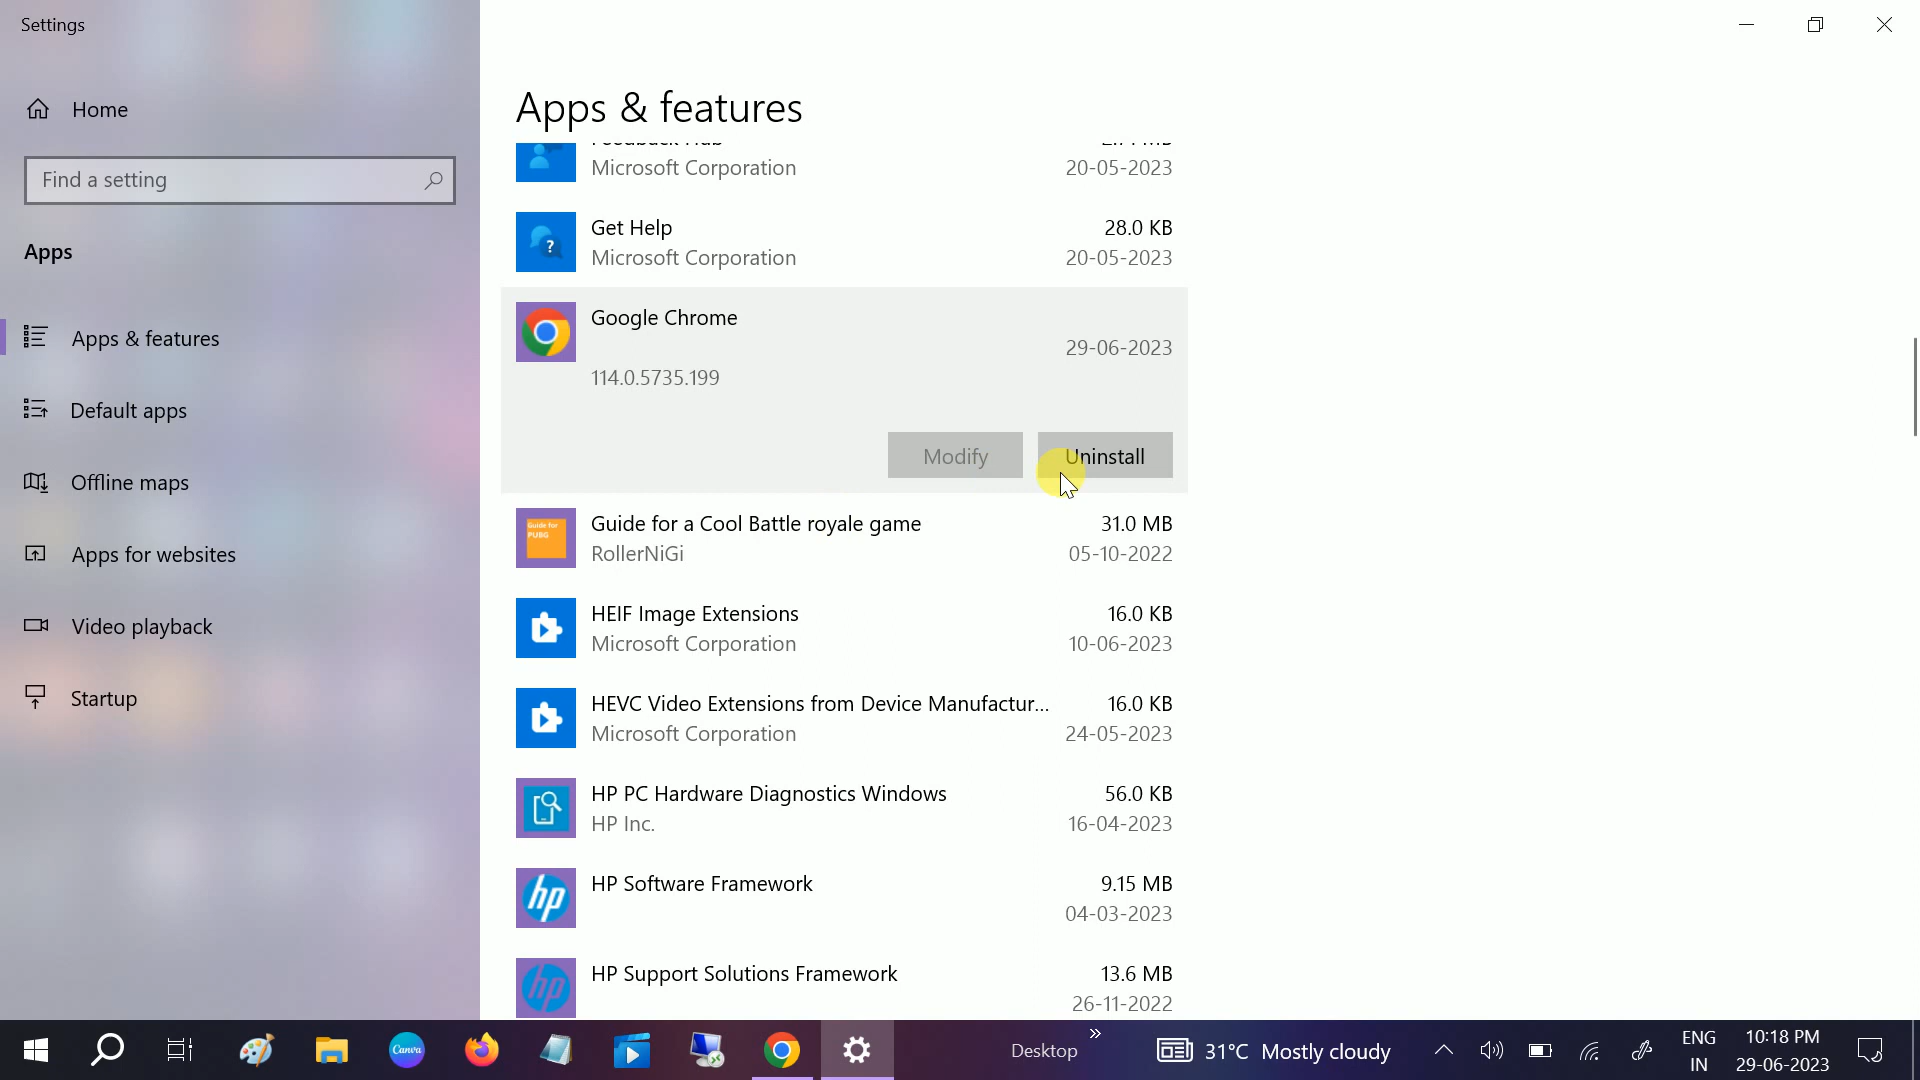 Settings
Home
Find a setting
Apps
Apps & features
Default apps
Offline maps
Apps for websites
Video playback
Startup
Apps & features
Microsoft Corporation 20-05-2023
Get Help 28.0 KB
Microsoft Corporation 20-05-2023
Google Chrome
29-06-2023
114.0.5735.199
Modify Uninstall
Guide for a Cool Battle royale game 31.0 MB
Guide for
PUBG
RollerNiGi 05-10-2022
HEIF Image Extensions 16.0 KB
Microsoft Corporation 10-06-2023
HEVC Video Extensions from Device Manufactur... 16.0 KB
Microsoft Corporation 24-05-2023
HP PC Hardware Diagnostics Windows 56.0 KB
HP Inc. 16-04-2023
hp
HP Software Framework 9.15 MB
04-03-2023
hp
HP Support Solutions Framework 13.6 MB
26-11-2022
Canva
Desktop
31°C Mostly cloudy
ENG
IN
10:18 PM
29-06-2023